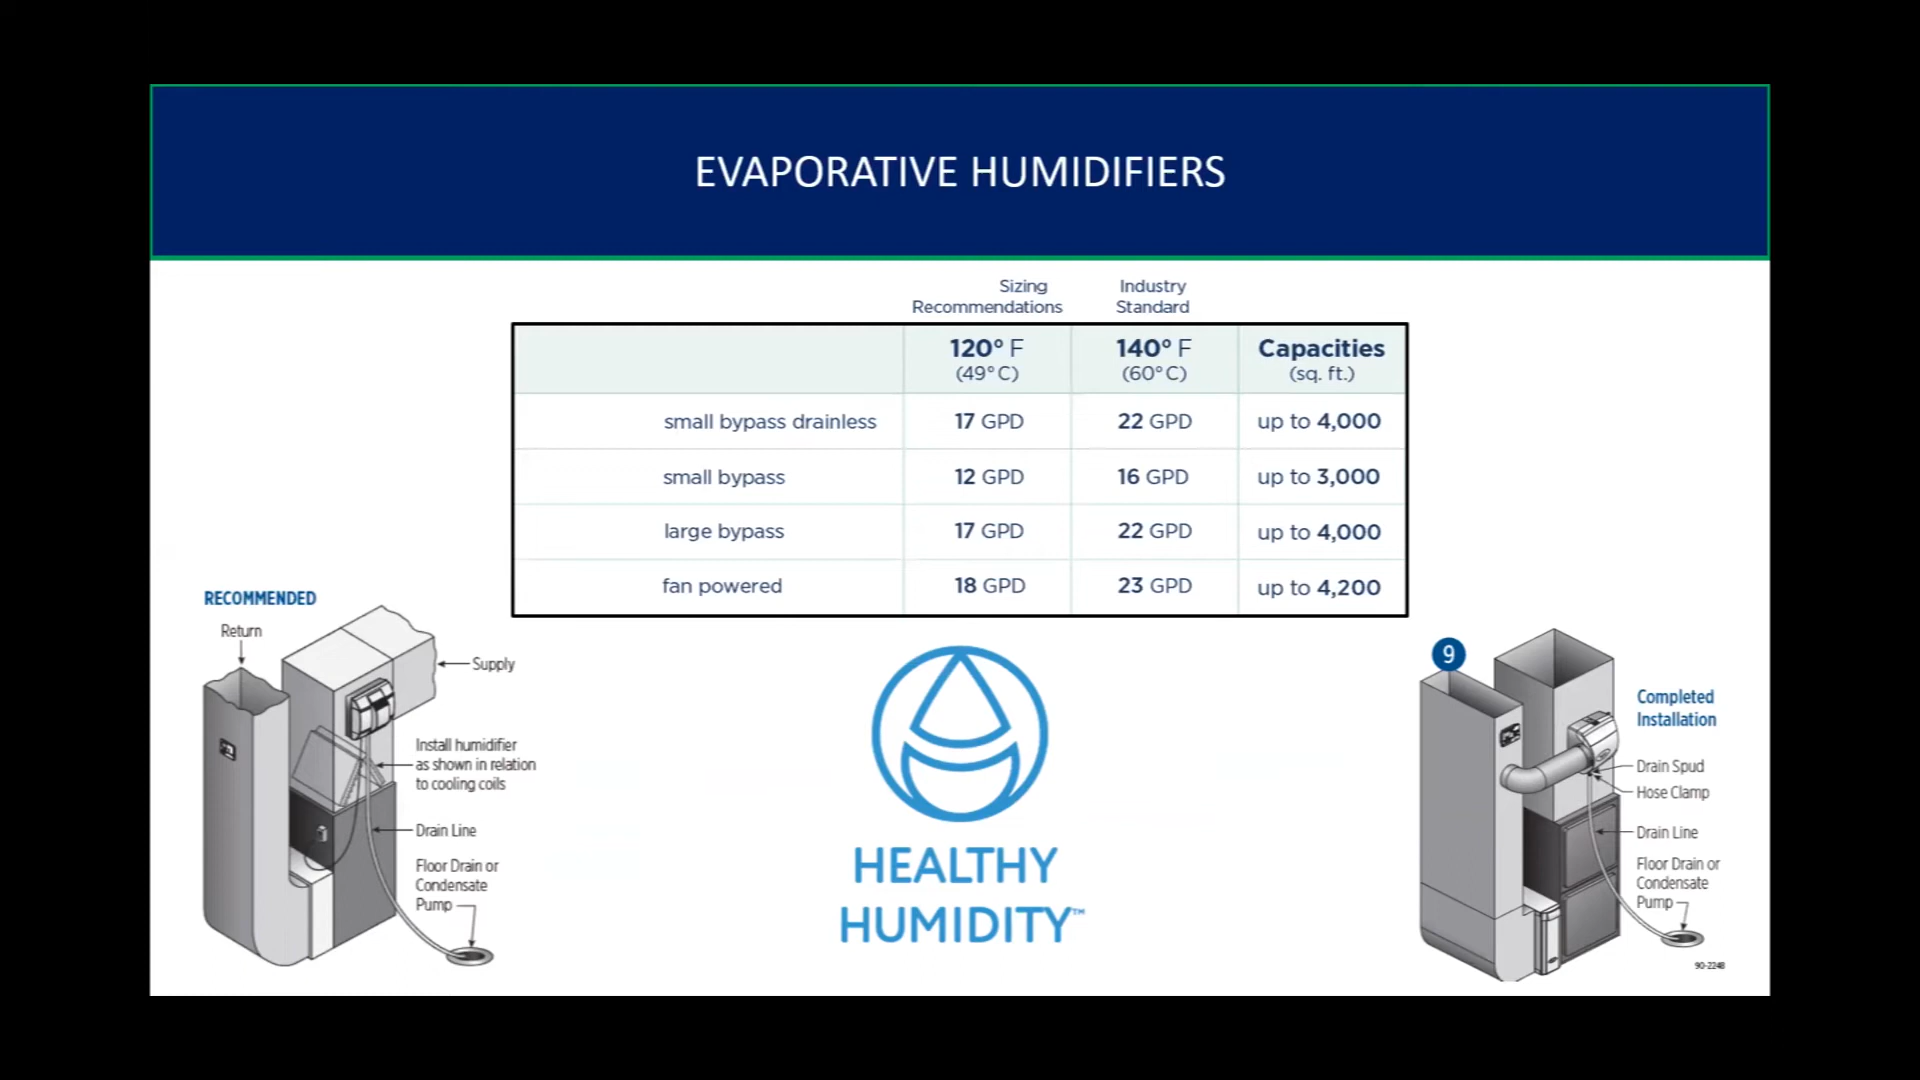 EVAPORATIVE HUMIDIFIERS
Sizing
Recommendations
Industry
Standard
120° F
(49° C)
140° F
(60° C)
Capacities
(sq. ft.)
small bypass drainless 17 GPD 22 GPD up to 4,000
small bypass 12 GPD 16 GPD up to 3,000
large bypass 17 GPD 22 GPD up to 4,000
fan powered 18 GPD 23 GPD up to 4,200
RECOMMENDED
Return
Supply
Install humidifier
as shown in relation
to cooling coils
Drain Line
Floor Drain or
Condensate
Pump
HEALTHY
HUMIDITY™
9
Completed
Installation
Drain Spud
Hose Clamp
Drain Line
Floor Drain or
Condensate
Pump
90-2248